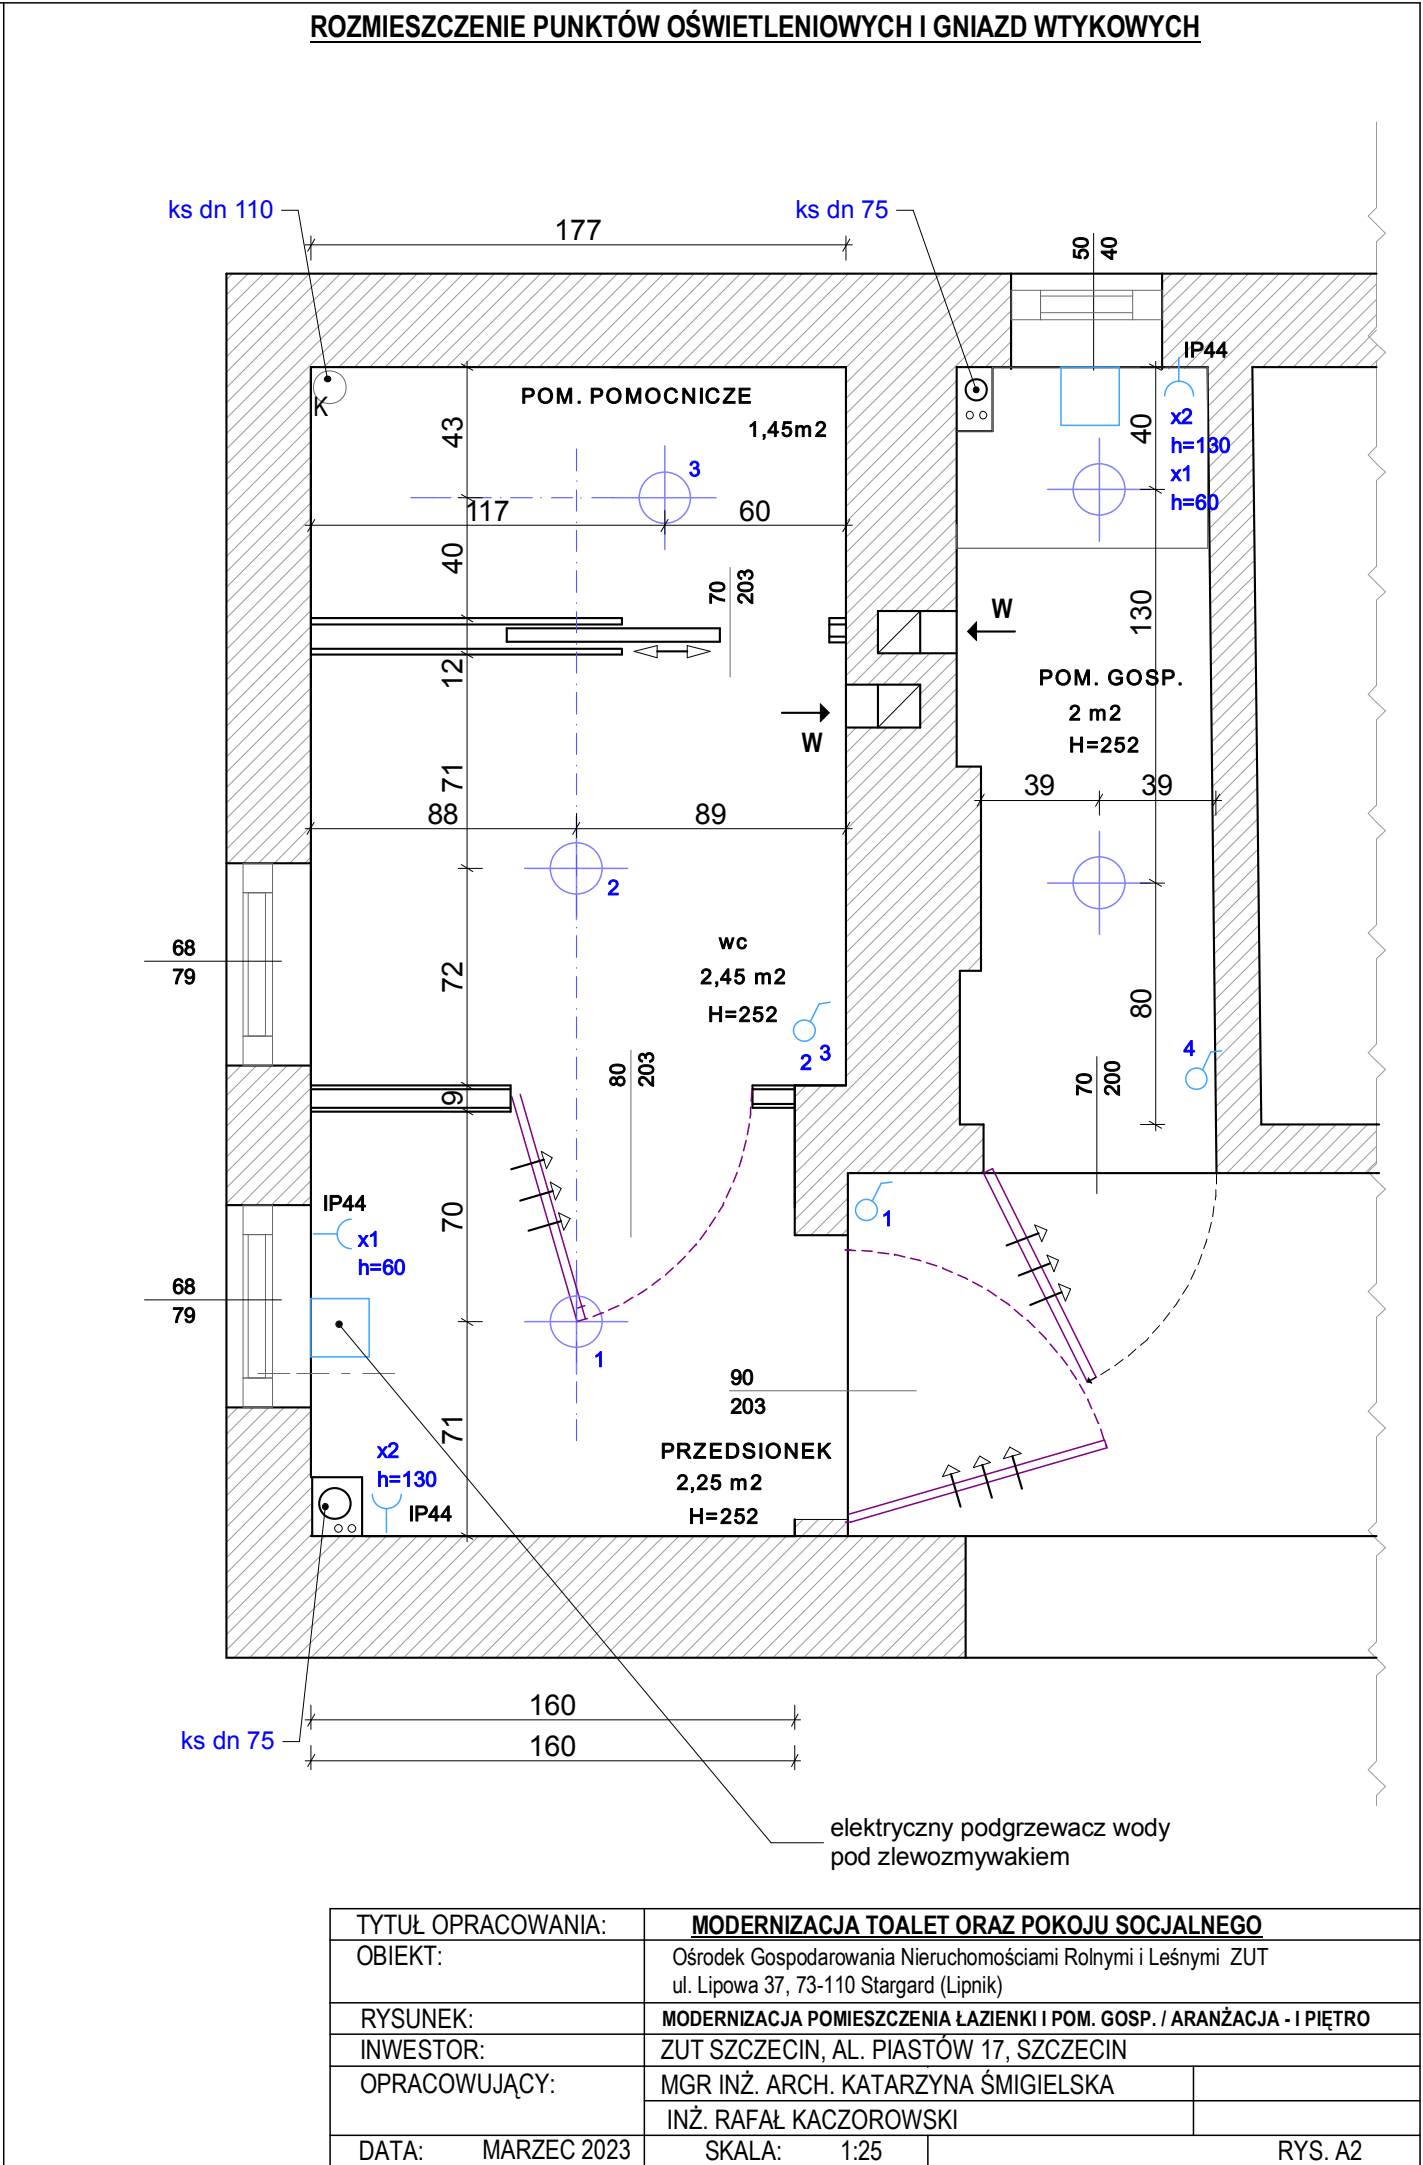 ROZMIESZCZENIE PUNKTÓW OŚWIETLENIOWYCH I GNIAZD WTYKOWYCH
ks dn 110
177
ks dn 75
50
40
IP44
K
POM. POMOCNICZE
1,45m2
43
3
40
x2
h=130
x1
h=60
117
60
40
70
203
130
W
12
W
POM. GOSP.
2 m2
H=252
71
39
39
88
89
2
68
79
72
wc
2,45 m2
H=252
2
3
80
80
203
4
70
200
9
IP44
x1
h=60
70
1
68
79
1
90
203
71
x2
h=130
IP44
PRZEDSIONEK
2,25 m2
H=252
160
ks dn 75
160
elektryczny podgrzewacz wody
pod zlewozmywakiem
TYTUŁ OPRACOWANIA: MODERNIZACJA TOALET ORAZ POKOJU SOCJALNEGO
OBIEKT: Ośrodek Gospodarowania Nieruchomościami Rolnymi i Leśnymi ZUT
ul. Lipowa 37, 73-110 Stargard (Lipnik)
RYSUNEK: MODERNIZACJA POMIESZCZENIA ŁAZIENKI I POM. GOSP. / ARANŻACJA - I PIĘTRO
INWESTOR: ZUT SZCZECIN, AL. PIASTÓW 17, SZCZECIN
OPRACOWUJĄCY: MGR INŻ. ARCH. KATARZYNA ŚMIGIELSKA
INŻ. RAFAŁ KACZOROWSKI
DATA: MARZEC 2023 SKALA: 1:25 RYS. A2